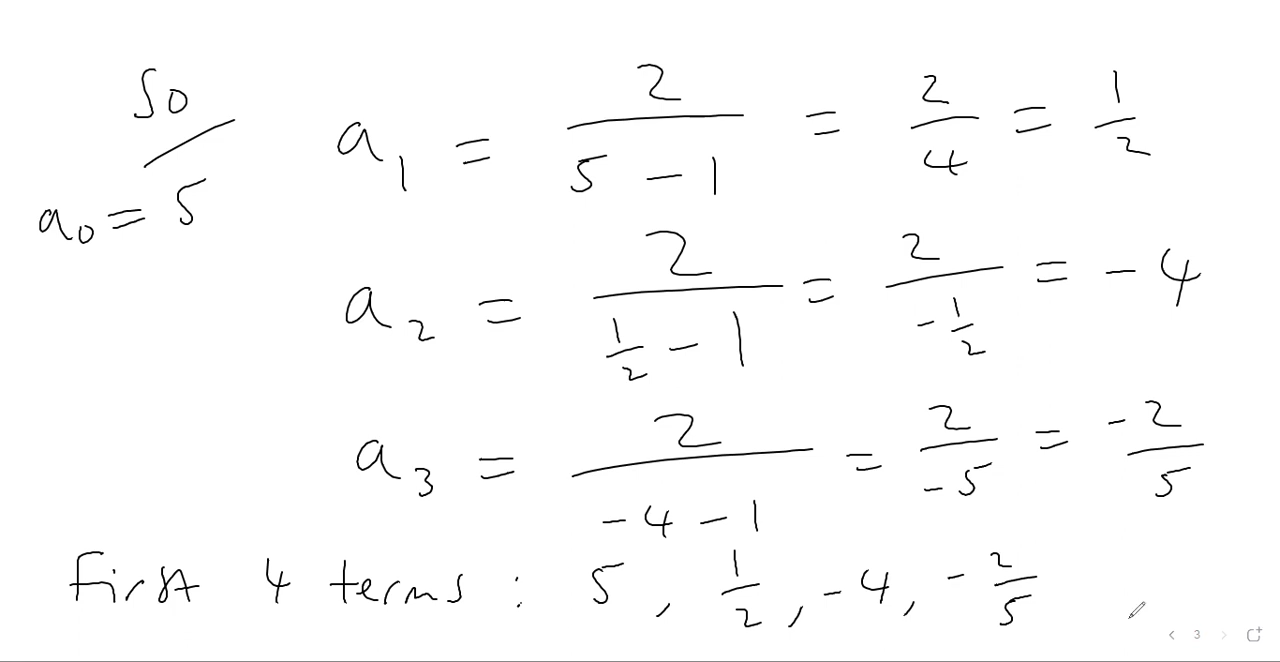 So a₁ = 2/(5 − 1) = 2/4 = 1/2
a₀ = 5
a₂ = 2/(1/2 − 1) = 2/(−1/2) = −4
a₃ = 2/(−4 − 1) = 2/−5 = −2/5
First 4 terms : 5, 1/2, −4, −2/5
3